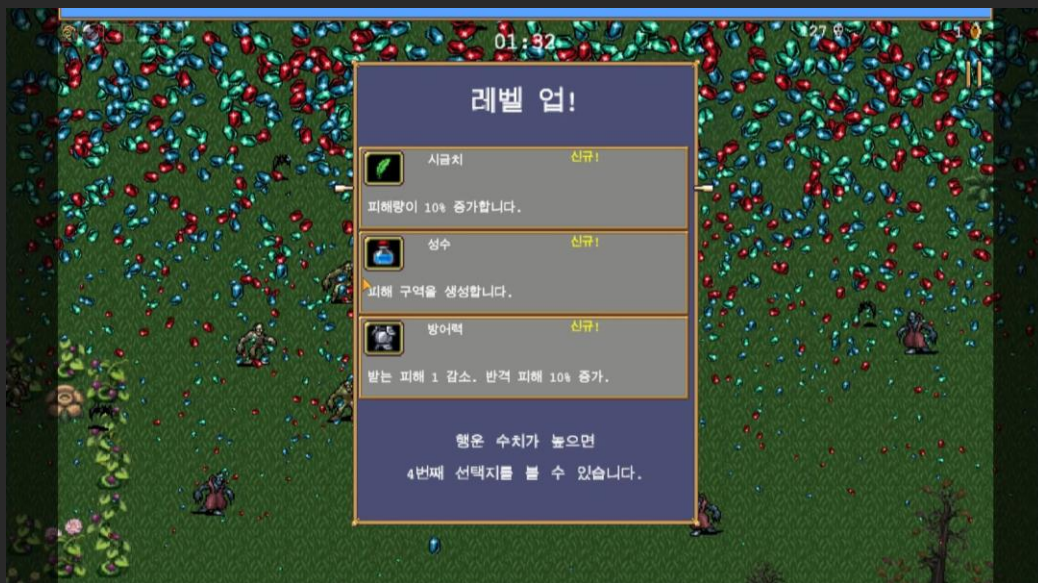 01:32
27
1
레벨 업!
시금치 신규!
피해량이 10% 증가합니다.
성수 신규!
피해 구역을 생성합니다.
방어력 신규!
받는 피해 1 감소. 반격 피해 10% 증가.
행운 수치가 높으면
4번째 선택지를 볼 수 있습니다.